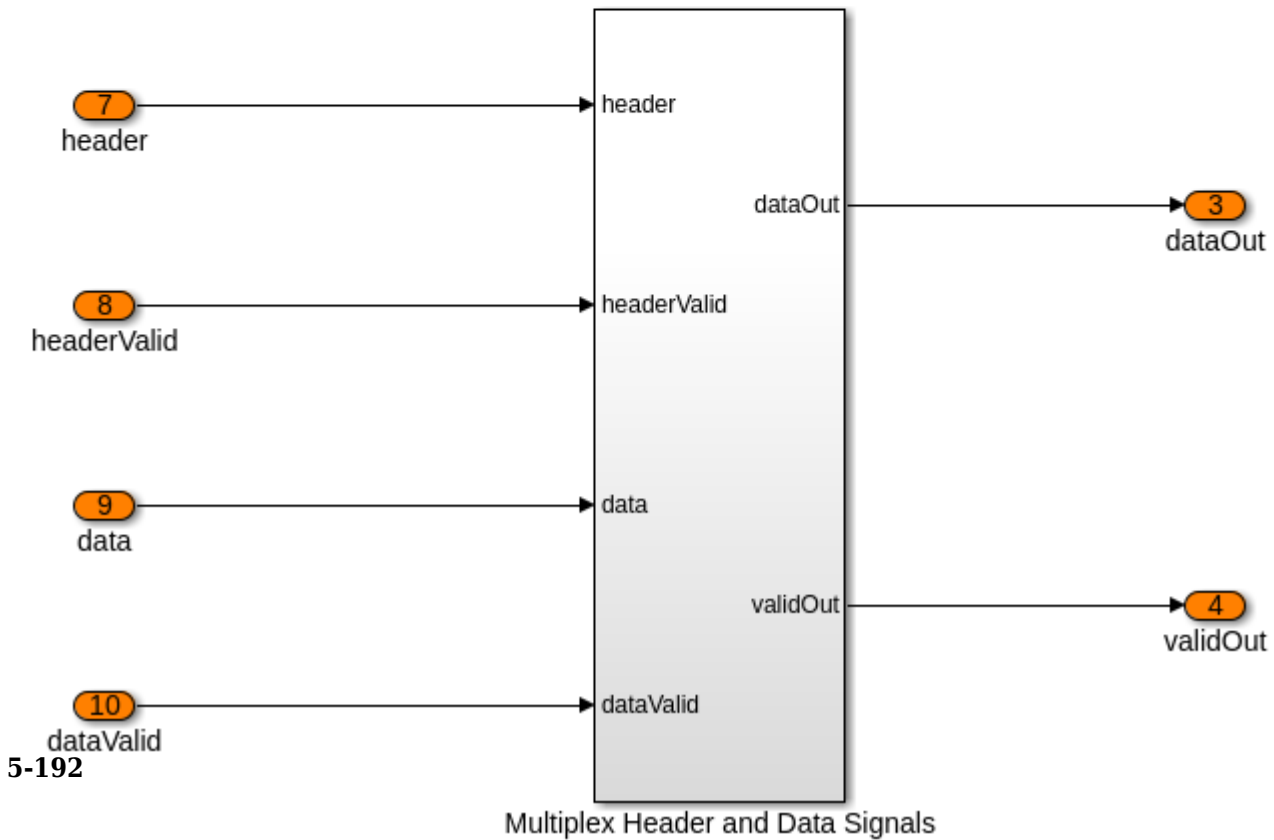 7
header
header
dataOut
3
dataOut
8
headerValid
headerValid
9
data
data
validOut
4
validOut
10
dataValid
dataValid
5-192
Multiplex Header and Data Signals